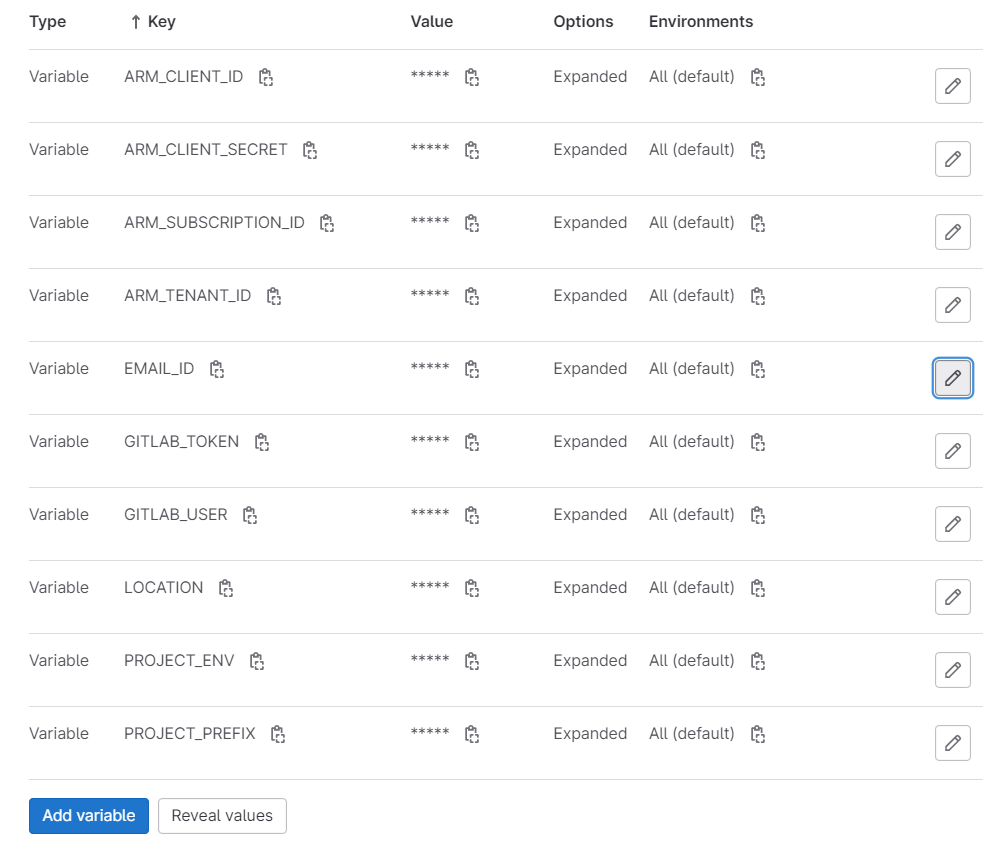 Type ↑ Key Value Options Environments
Variable ARM_CLIENT_ID ***** Expanded All (default)
Variable ARM_CLIENT_SECRET ***** Expanded All (default)
Variable ARM_SUBSCRIPTION_ID ***** Expanded All (default)
Variable ARM_TENANT_ID ***** Expanded All (default)
Variable EMAIL_ID ***** Expanded All (default)
Variable GITLAB_TOKEN ***** Expanded All (default)
Variable GITLAB_USER ***** Expanded All (default)
Variable LOCATION ***** Expanded All (default)
Variable PROJECT_ENV ***** Expanded All (default)
Variable PROJECT_PREFIX ***** Expanded All (default)
Add variable Reveal values